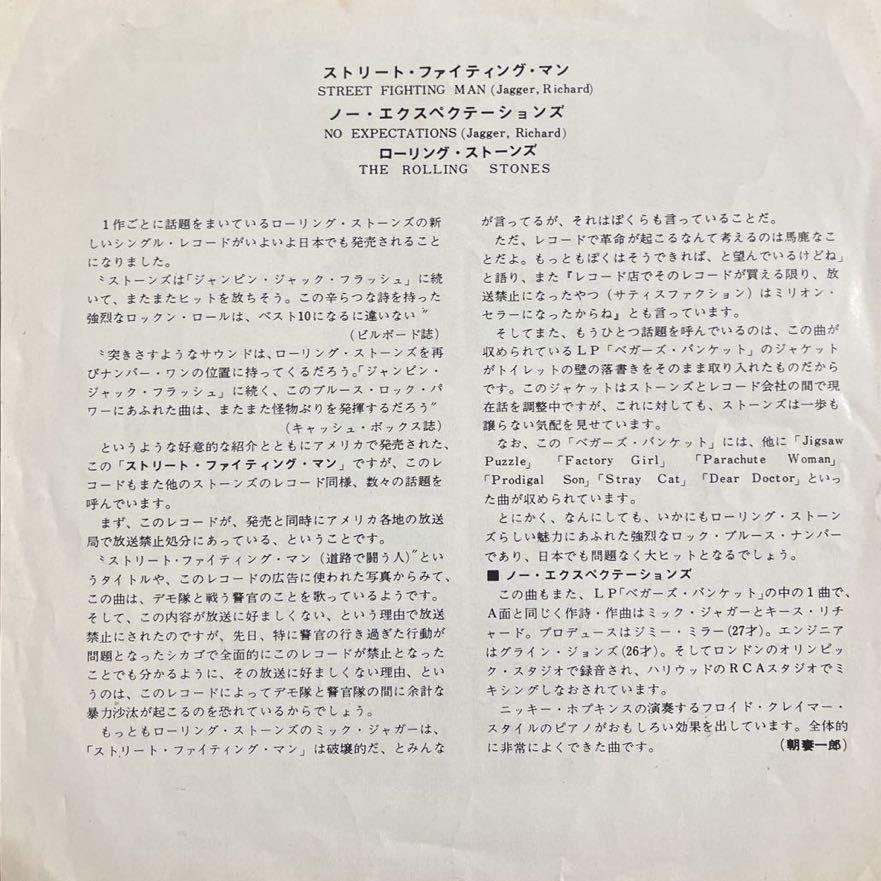 ストリート・ファイティング・マン
STREET FIGHTING MAN (Jagger, Richard)
ノー・エクスペクテーションズ
NO EXPECTATIONS (Jagger, Richard)
ローリング・ストーンズ
THE ROLLING STONES
1作ごとに話題をまいているローリング・ストーンズの新
しいシングル・レコードがいよいよ日本でも発売されること
になりました。
〝ストーンズは「ジャンピン・ジャック・フラッシュ」に続
いて、またまたヒットを放ちそう。この辛らつな詩を持った
強烈なロックン・ロールは、ベスト10になるに違いない〟
(ビルボード誌)
〝突きさすようなサウンドは、ローリング・ストーンズを再
びナンバー・ワンの位置に持ってくるだろう。「ジャンピン・
ジャック・フラッシュ」に続く、このブルース・ロック・パ
ワーにあふれた曲は、またまた怪物ぶりを発揮するだろう〟
(キャッシュ・ボックス誌)
というような好意的な紹介とともにアメリカで発売された、
この「ストリート・ファイティング・マン」ですが、このレ
コードもまた他のストーンズのレコード同様、数々の話題を
呼んでいます。
まず、このレコードが、発売と同時にアメリカ各地の放送
局で放送禁止処分にあっている、ということです。
〝ストリート・ファイティング・マン(道路で闘う人)〟とい
うタイトルや、このレコードの広告に使われた写真からみて、
この曲は、デモ隊と戦う警官のことを歌っているようです。
そして、この内容が放送に好ましくない、という理由で放送
禁止にされたのですが、先日、特に警官の行き過ぎた行動が
問題となったシカゴで全面的にこのレコードが禁止となった
ことでも分かるように、その放送に好ましくない理由、とい
うのは、このレコードによってデモ隊と警官隊の間に余計な
暴力沙汰が起こるのを恐れているからでしょう。
もっともローリング・ストーンズのミック・ジャガーは、
「ストリート・ファイティング・マン」は破壊的だ、とみんな
が言ってるが、それはぼくらも言っていることだ。
ただ、レコードで革命が起こるなんて考えるのは馬鹿なこ
とだよ。もっともぼくはそうできれば、と望んでいるけどね」
と語り、また『レコード店でそのレコードが買える限り、放
送禁止になったやつ(サティスファクション)はミリオン・
セラーになったからね』とも言っています。
そしてまた、もうひとつ話題を呼んでいるのは、この曲が
収められているLP「ベガーズ・バンケット」のジャケット
がトイレットの壁の落書きをそのまま取り入れたものだから
です。このジャケットはストーンズとレコード会社の間で現
在話を調整中ですが、これに対しても、ストーンズは一歩も
譲らない気配を見せています。
なお、この「ベガーズ・バンケット」には、他に「Jigsaw
Puzzle」「Factory Girl」「Parachute Woman」
「Prodigal Son」「Stray Cat」「Dear Doctor」といっ
た曲が収められています。
とにかく、なんにしても、いかにもローリング・ストーン
ズらしい魅力にあふれた強烈なロック・ブルース・ナンバー
であり、日本でも問題なく大ヒットとなるでしょう。
■ ノー・エクスペクテーションズ
この曲もまた、LP「ベガーズ・バンケット」の中の1曲で、
A面と同じく作詩・作曲はミック・ジャガーとキース・リチ
ャード。プロデュースはジミー・ミラー(27才)。エンジニア
はグライン・ジョンズ(26才)。そしてロンドンのオリンピッ
ク・スタジオで録音され、ハリウッドのRCAスタジオでミ
キシングしなおされています。
ニッキー・ホプキンスの演奏するフロイド・クレイマー・
スタイルのピアノがおもしろい効果を出しています。全体的
に非常によくできた曲です。 (朝妻一郎)